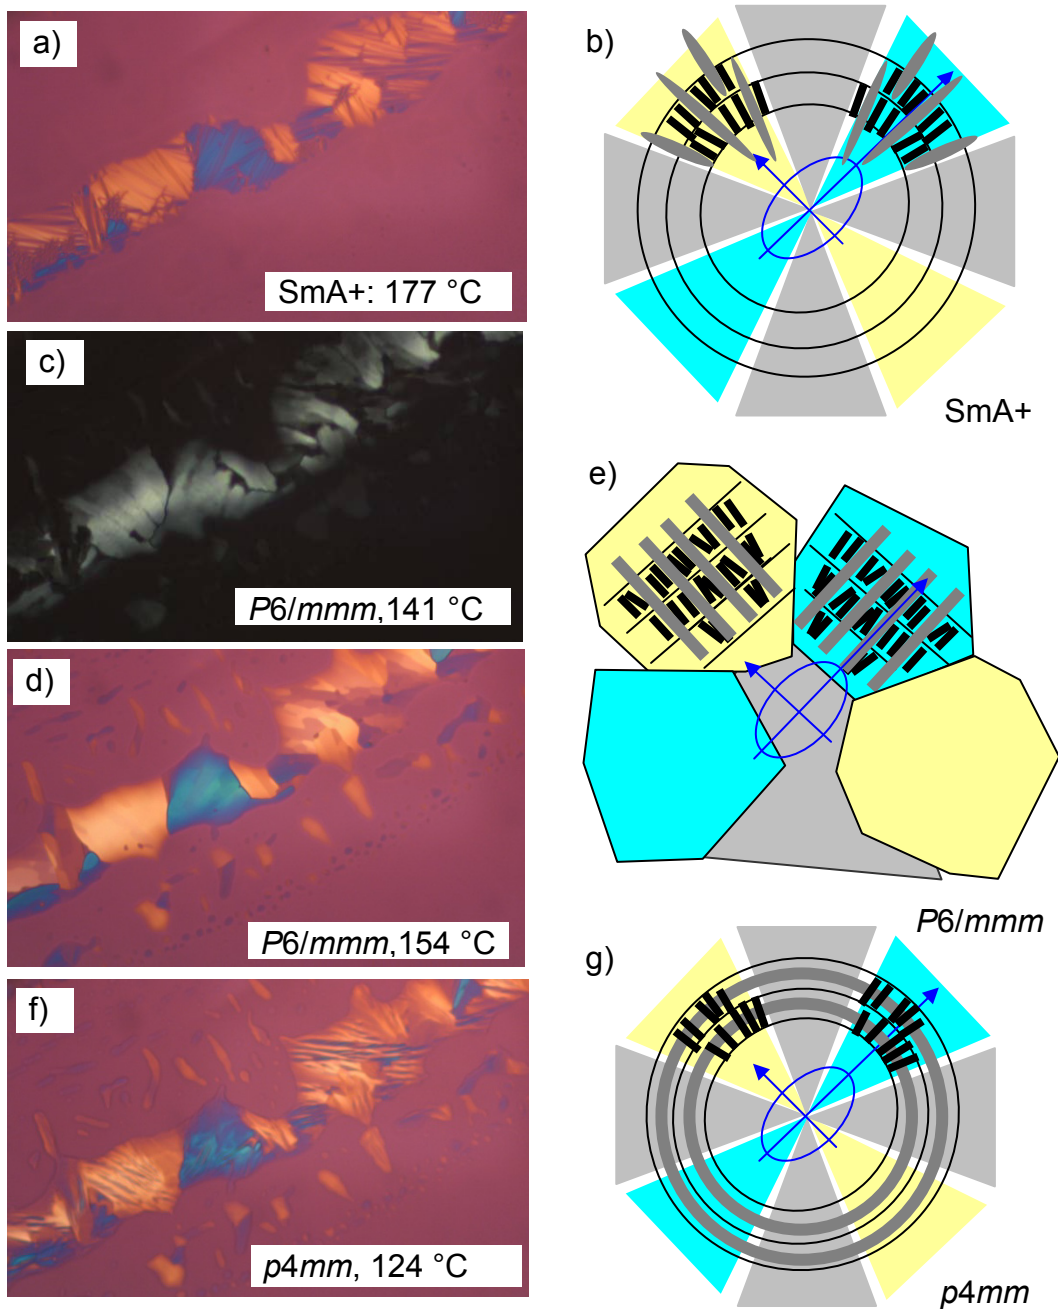 a)
SmA+: 177 °C
b)
SmA+
c)
P6/mmm,141 °C
d)
P6/mmm,154 °C
e)
P6/mmm
f)
p4mm, 124 °C
g)
p4mm